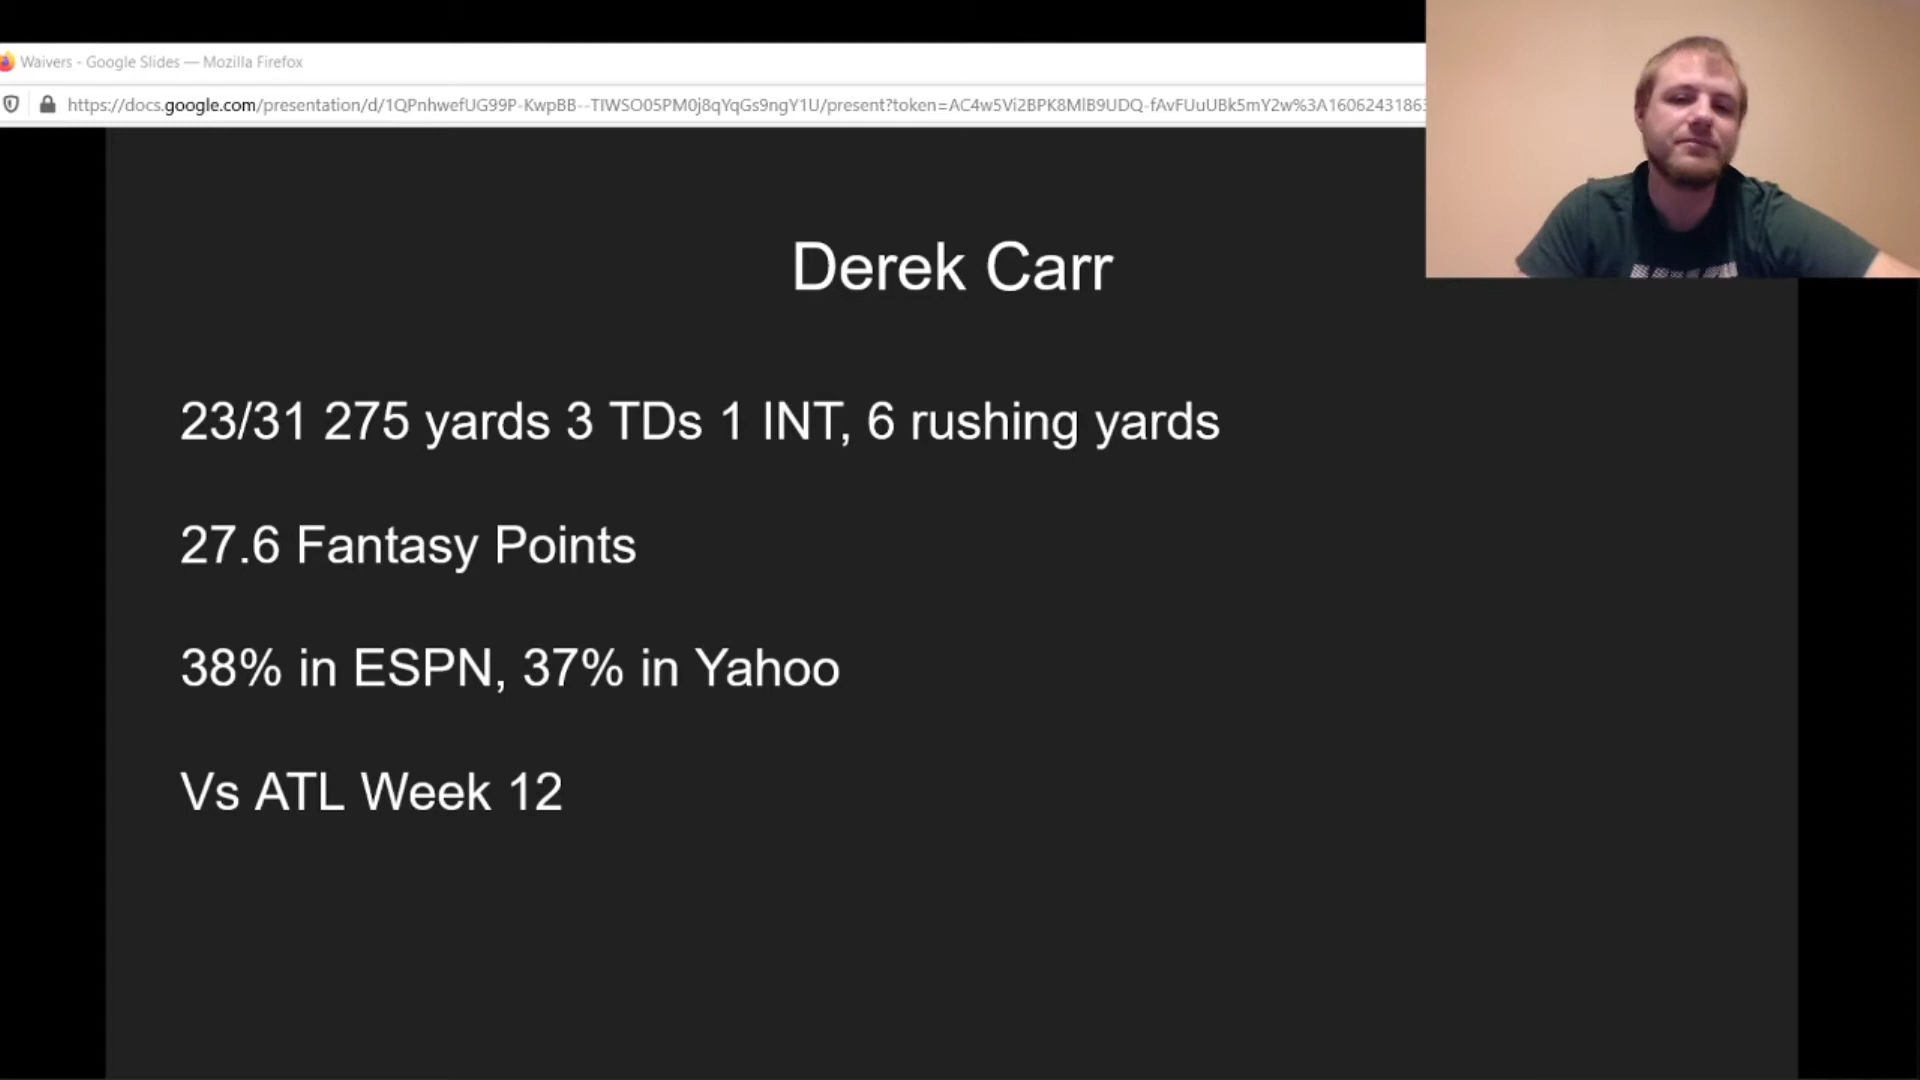 Waivers - Google Slides — Mozilla Firefox
https://docs.google.com/presentation/d/1QPnhwefUG99P-KwpBB--TIWSO05PM0j8qYqGs9ngY1U/present?token=AC4w5Vi2BPK8MlB9UDQ-fAvFUuUBk5mY2w%3A1606243186
Derek Carr
23/31 275 yards 3 TDs 1 INT, 6 rushing yards
27.6 Fantasy Points
38% in ESPN, 37% in Yahoo
Vs ATL Week 12